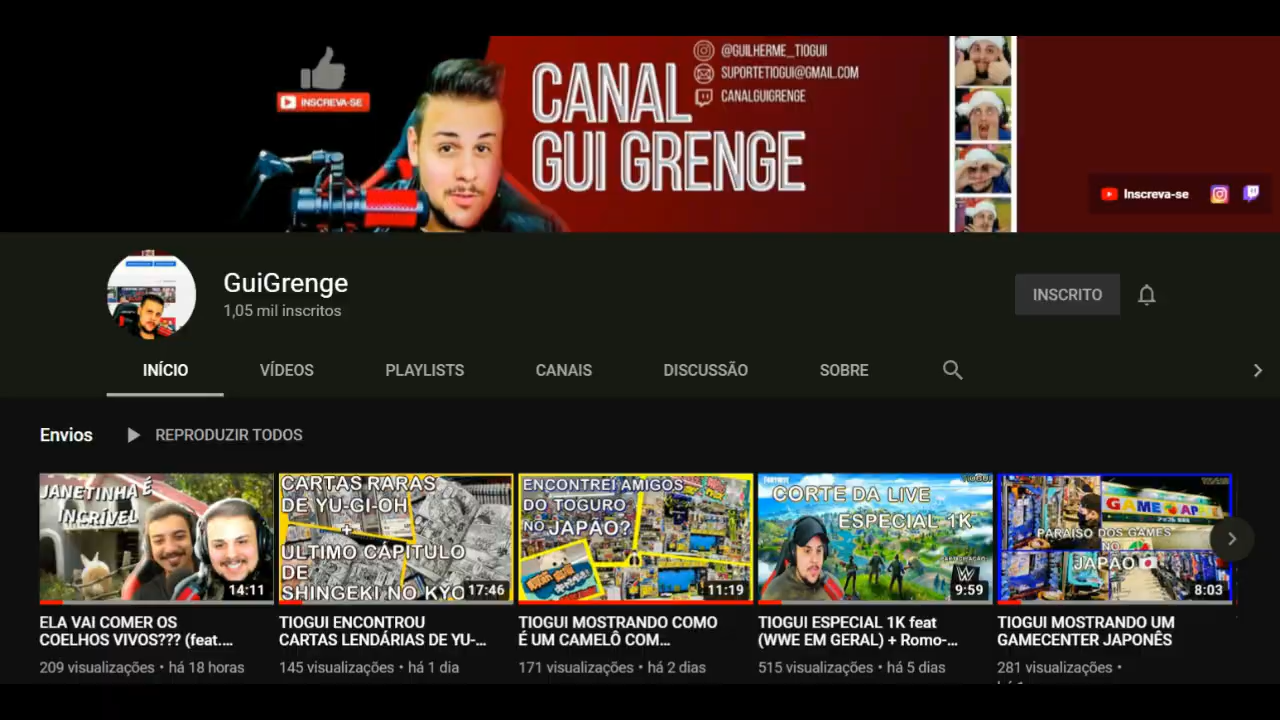 INSCREVA-SE
CANAL
GUI GRENGE
@GUILHERME_TIOGUII
SUPORTETIOGUI@GMAIL.COM
CANALGUIGRENGE
Inscreva-se
GuiGrenge
1,05 mil inscritos
INSCRITO
INÍCIO
VÍDEOS
PLAYLISTS
CANAIS
DISCUSSÃO
SOBRE
Envios
REPRODUZIR TODOS
JANETINHA É
INCRÍVEL
14:11
CARTAS RARAS
DE YU-GI-OH
+
ULTIMO CAPITULO
DE
SHINGEKI NO KYO
17:46
ENCONTREI AMIGOS
DO TOGURO
NO JAPÃO?
11:19
CORTE DA LIVE
ESPECIAL 1K
PARTICIPAÇÃO
9:59
GAME AP
PARAISO DOS GAMES
NO
JAPÃO
8:03
ELA VAI COMER OS
COELHOS VIVOS??? (feat....
209 visualizações • há 18 horas
TIOGUI ENCONTROU
CARTAS LENDÁRIAS DE YU-...
145 visualizações • há 1 dia
TIOGUI MOSTRANDO COMO
É UM CAMELÔ COM...
171 visualizações • há 2 dias
TIOGUI ESPECIAL 1K feat
(WWE EM GERAL) + Romo-...
515 visualizações • há 5 dias
TIOGUI MOSTRANDO UM
GAMECENTER JAPONÊS
281 visualizações •